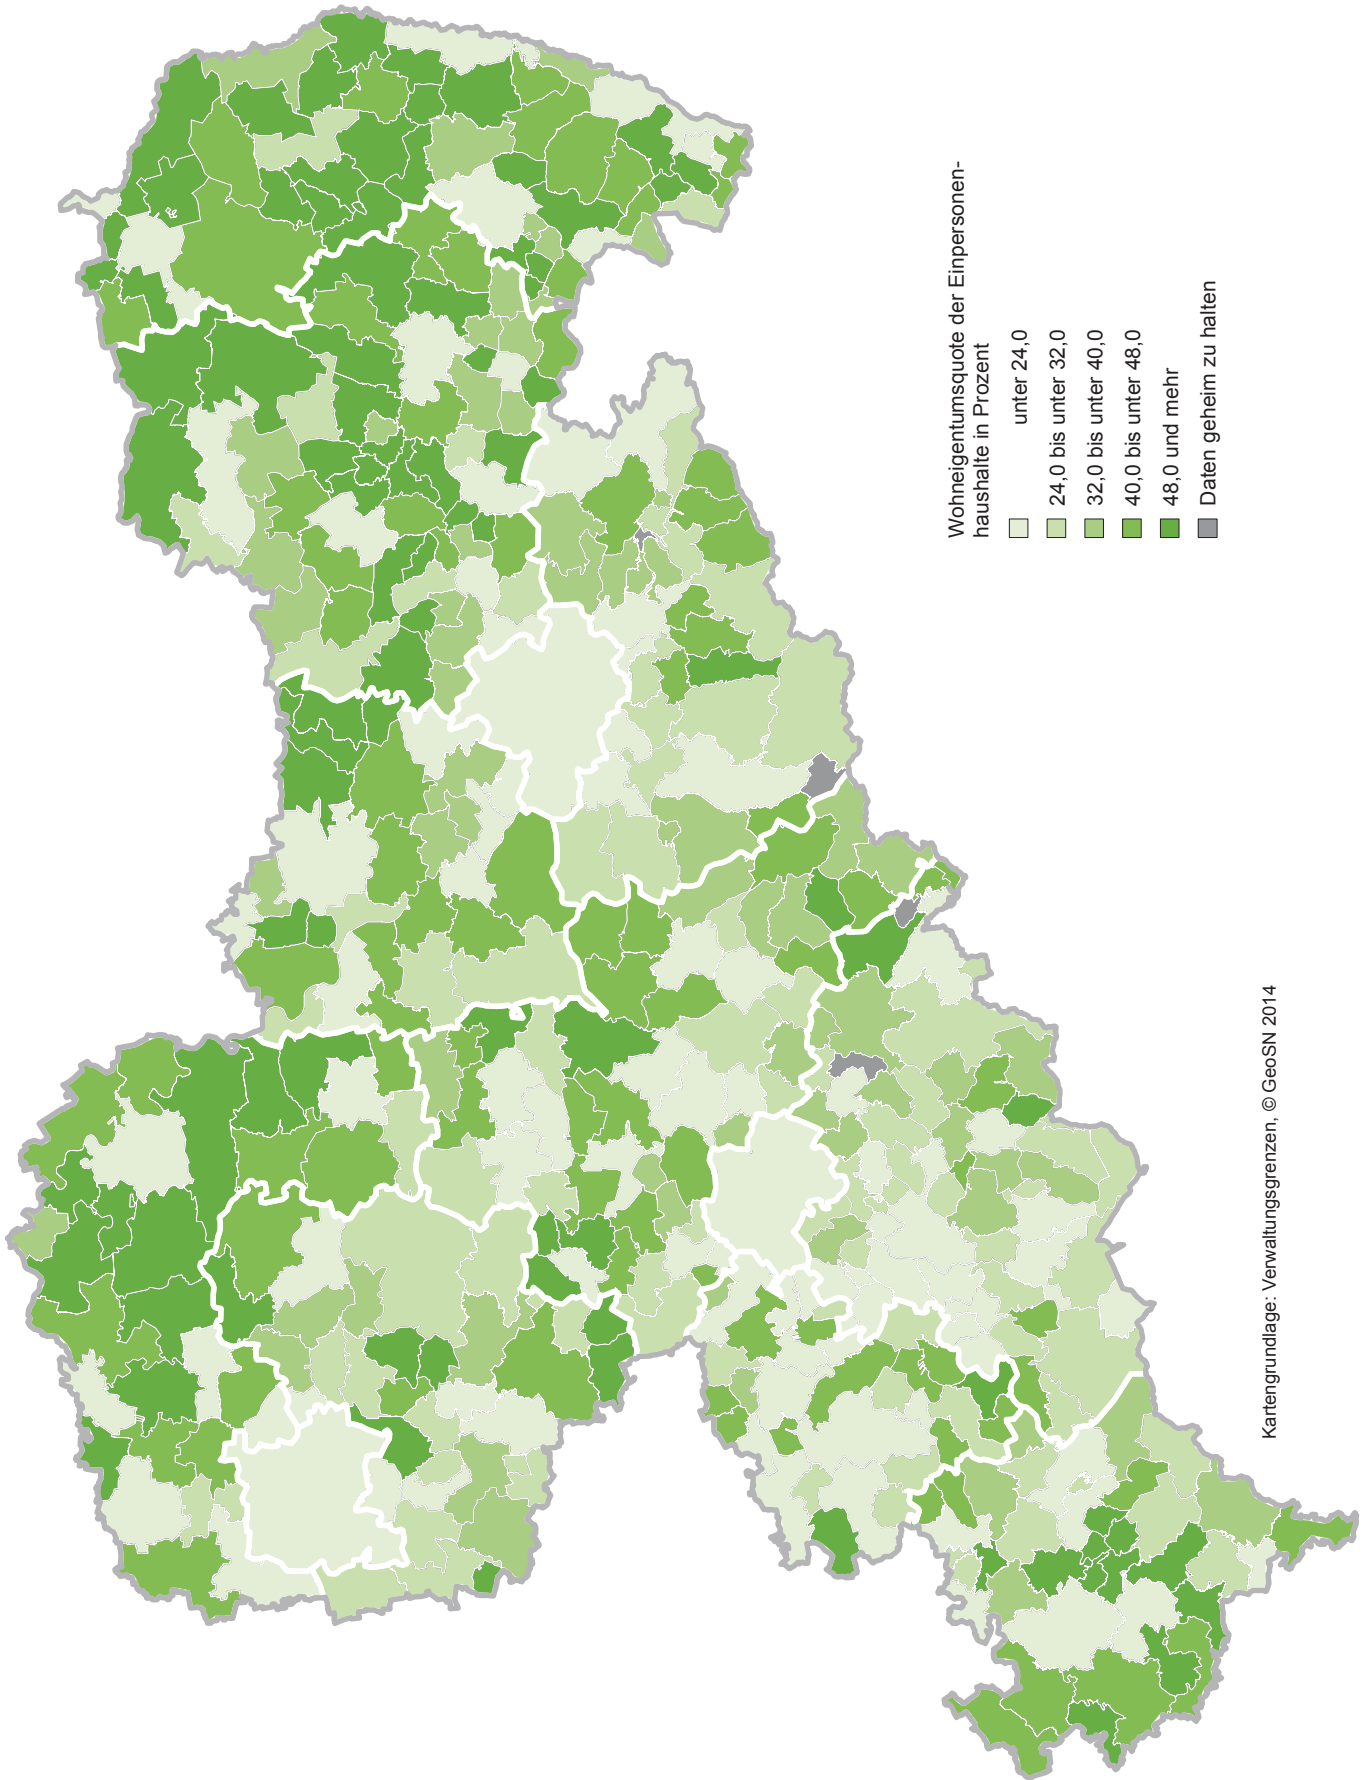 Wohneigentumsquote der Einpersonen-
haushalte in Prozent
unter 24,0
24,0 bis unter 32,0
32,0 bis unter 40,0
40,0 bis unter 48,0
48,0 und mehr
Daten geheim zu halten
Kartengrundlage: Verwaltungsgrenzen, © GeoSN 2014